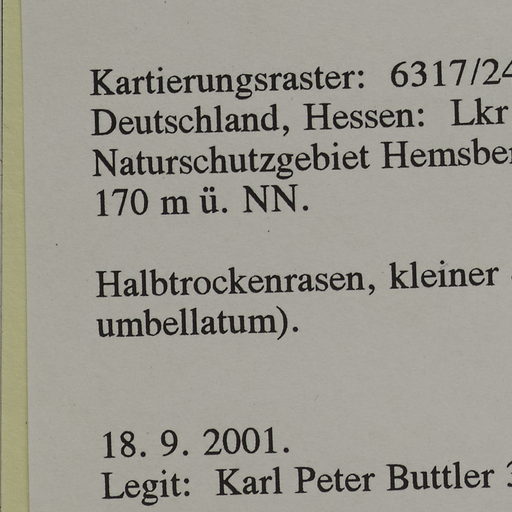 Kartierungsraster: 6317/24
Deutschland, Hessen: Lkr
Naturschutzgebiet
170 m ü. NN.
Halbtrockenrasen, kleiner
umbellatum).
18. 9. 2001.
Legit: Karl Peter Buttler